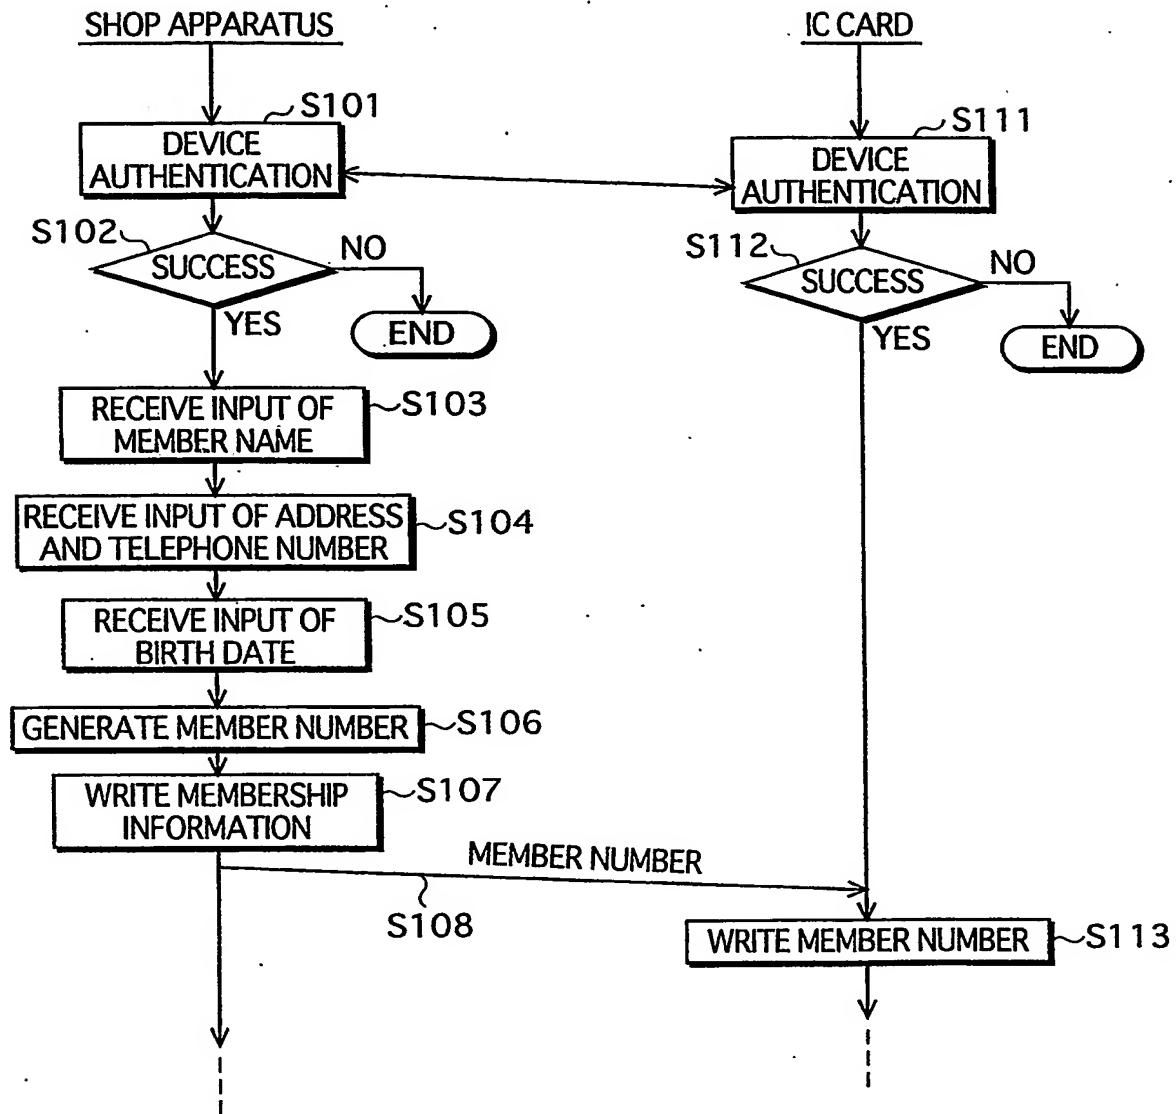 SHOP APPARATUS
IC CARD
S101
DEVICE
AUTHENTICATION
S111
DEVICE
AUTHENTICATION
S102
SUCCESS
NO
YES
END
S112
SUCCESS
NO
YES
END
RECEIVE INPUT OF
MEMBER NAME
S103
RECEIVE INPUT OF ADDRESS
AND TELEPHONE NUMBER
S104
RECEIVE INPUT OF
BIRTH DATE
S105
GENERATE MEMBER NUMBER
S106
WRITE MEMBERSHIP
INFORMATION
S107
MEMBER NUMBER
S108
WRITE MEMBER NUMBER
S113